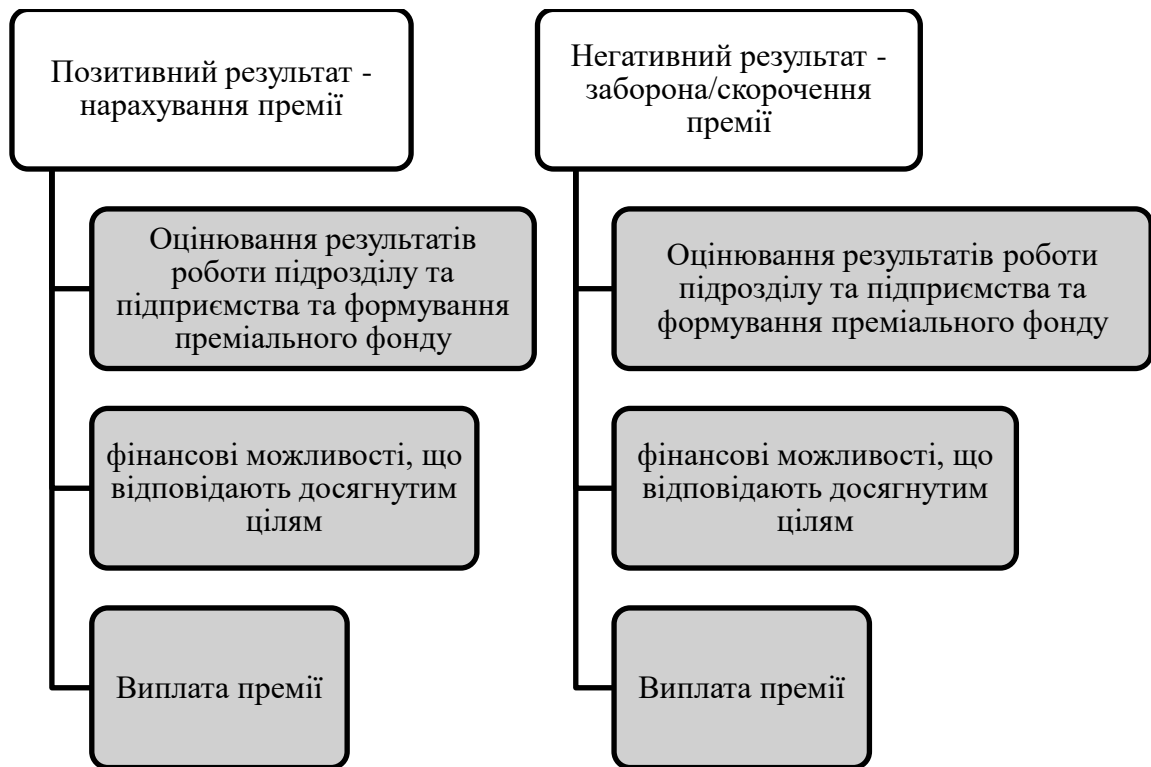 Позитивний результат -
нарахування премії
Оцінювання результатів
роботи підрозділу та
підприємства та формування
преміального фонду
фінансові можливості, що
відповідають досягнутим
цілям
Виплата премії
Негативний результат -
заборона/скорочення
премії
Оцінювання результатів роботи
підрозділу та підприємства та
формування преміального фонду
фінансові можливості, що
відповідають досягнутим
цілям
Виплата премії